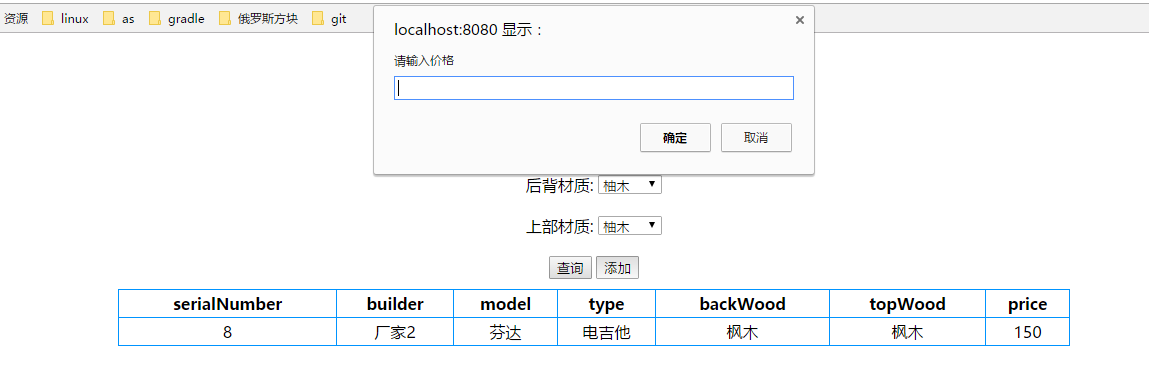 资源 linux as gradle 俄罗斯方块 git
localhost:8080 显示：
请输入价格
确定 取消
后背材质: 柚木
上部材质: 柚木
查询 添加
serialNumber builder model type backWood topWood price
8 厂家2 芬达 电吉他 枫木 枫木 150